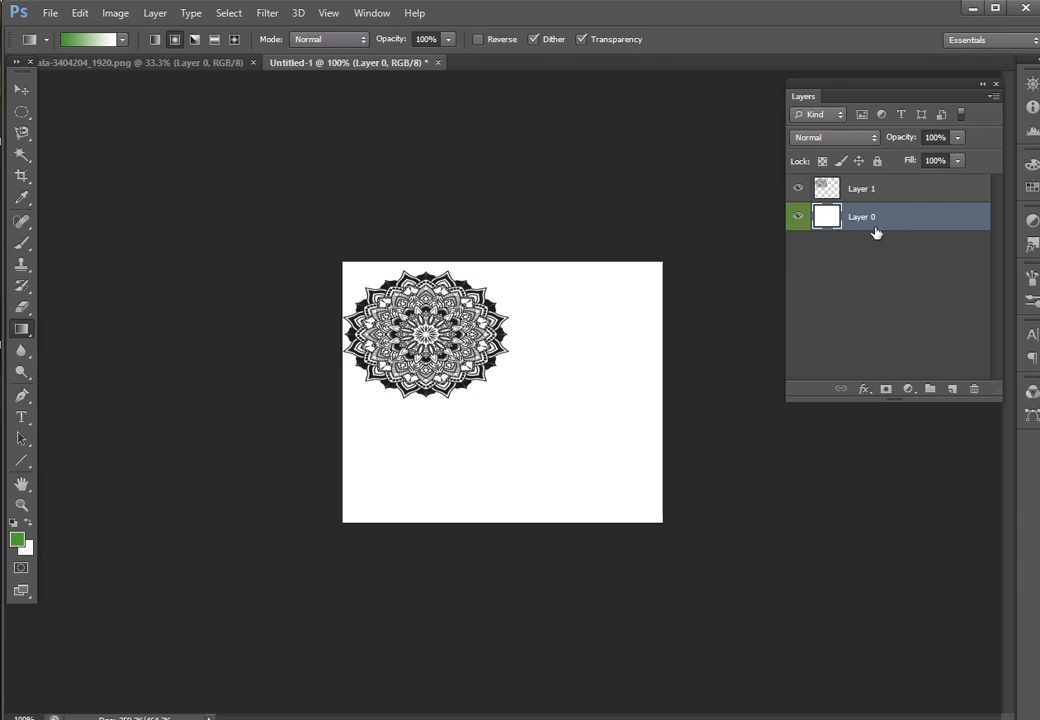 Ps File Edit Image Layer Type Select Filter 3D View Window Help
Mode: Normal Opacity: 100% Reverse Dither Transparency Essentials
ala-3404204_1920.png @ 33.3% (Layer 0, RGB/8) × Untitled-1 @ 100% (Layer 0, RGB/8) * ×
Layers
Kind
Normal Opacity: 100%
Lock: Fill: 100%
Layer 1
Layer 0